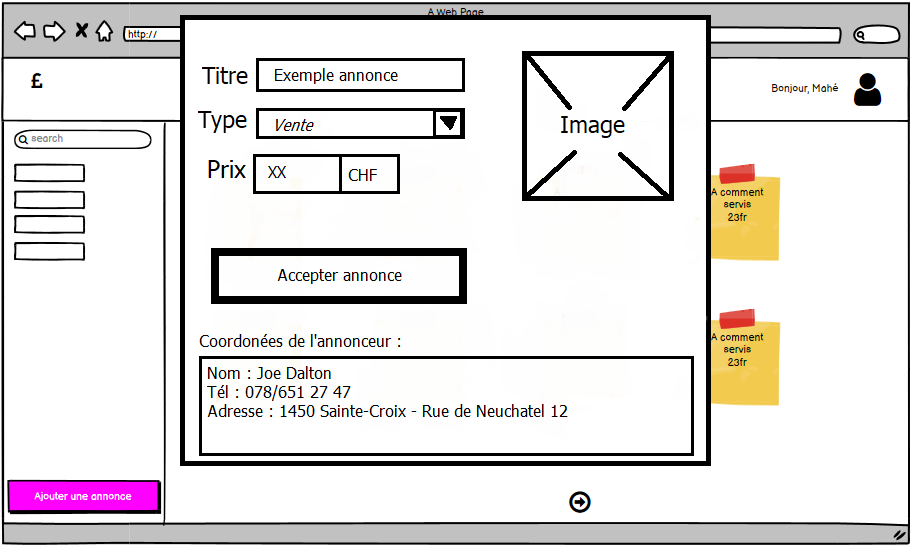 A Web Page
http://
£
Bonjour, Mahé
search
Titre
Exemple annonce
Type
Vente
Prix
XX
CHF
Image
A comment
servis
23fr
Accepter annonce
A comment
servis
23fr
Coordonées de l'annonceur :
Nom : Joe Dalton
Tél : 078/651 27 47
Adresse : 1450 Sainte-Croix - Rue de Neuchatel 12
Ajouter une annonce